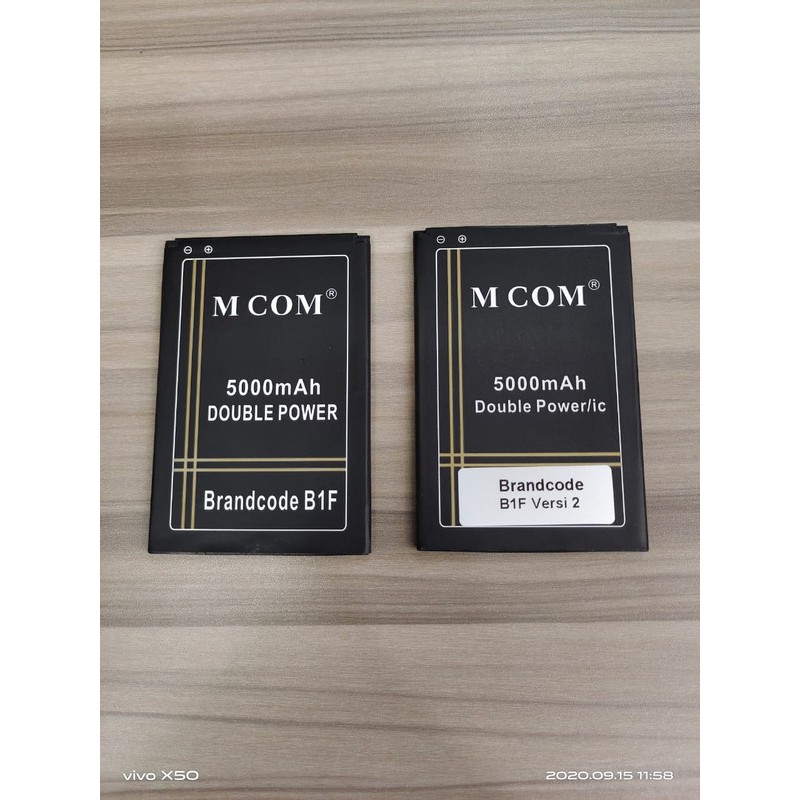 ⊖ ⊕
M COM®
5000mAh
DOUBLE POWER
Brandcode B1F
⊖ ⊕
M COM®
5000mAh
Double Power/ic
Brandcode
B1F Versi 2
vivo X50
2020.09.15 11:58